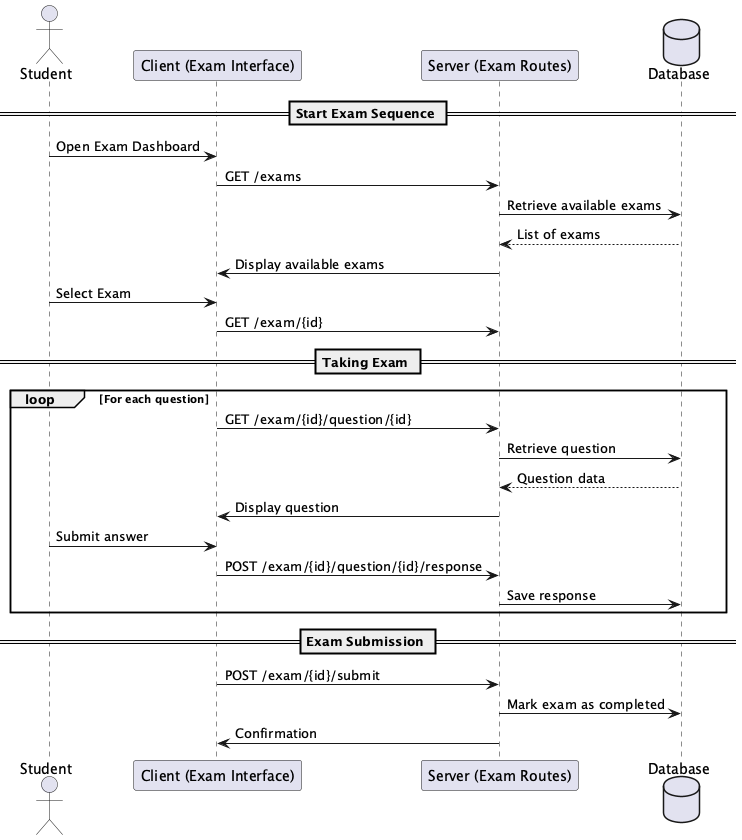 Student
Client (Exam Interface)
Server (Exam Routes)
Database
Start Exam Sequence
Open Exam Dashboard
GET /exams
Retrieve available exams
List of exams
Display available exams
Select Exam
GET /exam/{id}
Taking Exam
loop [For each question]
GET /exam/{id}/question/{id}
Retrieve question
Question data
Display question
Submit answer
POST /exam/{id}/question/{id}/response
Save response
Exam Submission
POST /exam/{id}/submit
Mark exam as completed
Confirmation
Student
Client (Exam Interface)
Server (Exam Routes)
Database